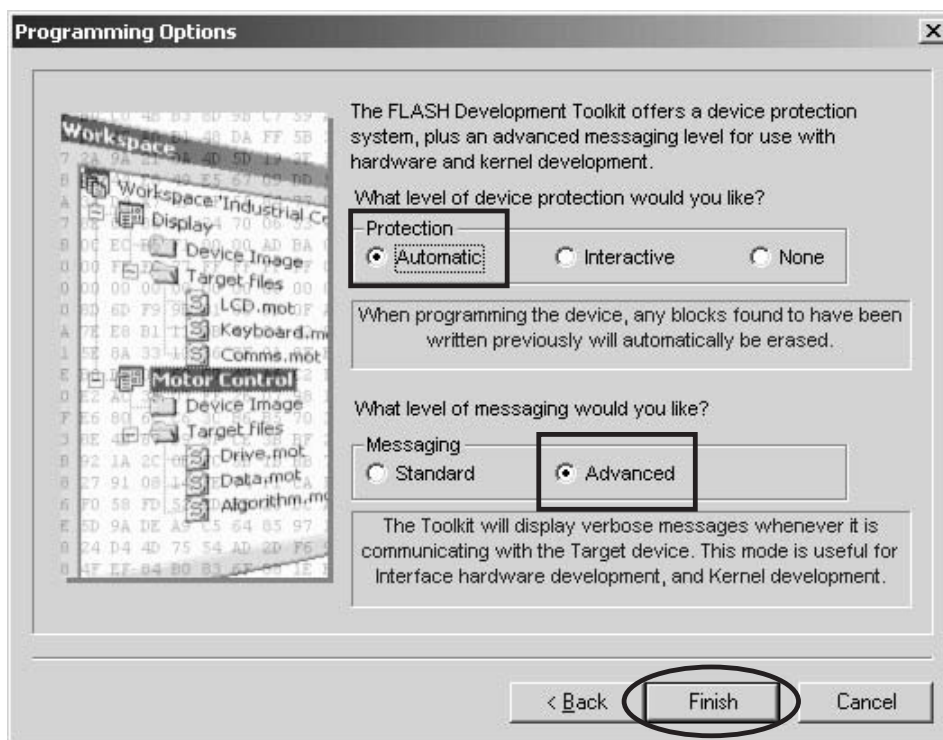 Programming Options
The FLASH Development Toolkit offers a device protection
system, plus an advanced messaging level for use with
hardware and kernel development.
What level of device protection would you like?
Protection
Automatic
Interactive
None
When programming the device, any blocks found to have been
written previously will automatically be erased.
What level of messaging would you like?
Messaging
Standard
Advanced
The Toolkit will display verbose messages whenever it is
communicating with the Target device. This mode is useful for
Interface hardware development, and Kernel development.
Workspace
Workspace 'Industrial
Display
Device Image
Target files
LCD.mot
Keyboard.m
Comms.mot
Motor Control
Device Image
Target files
Drive.mot
Data.mot
Algorithm.mo
< Back
Finish
Cancel